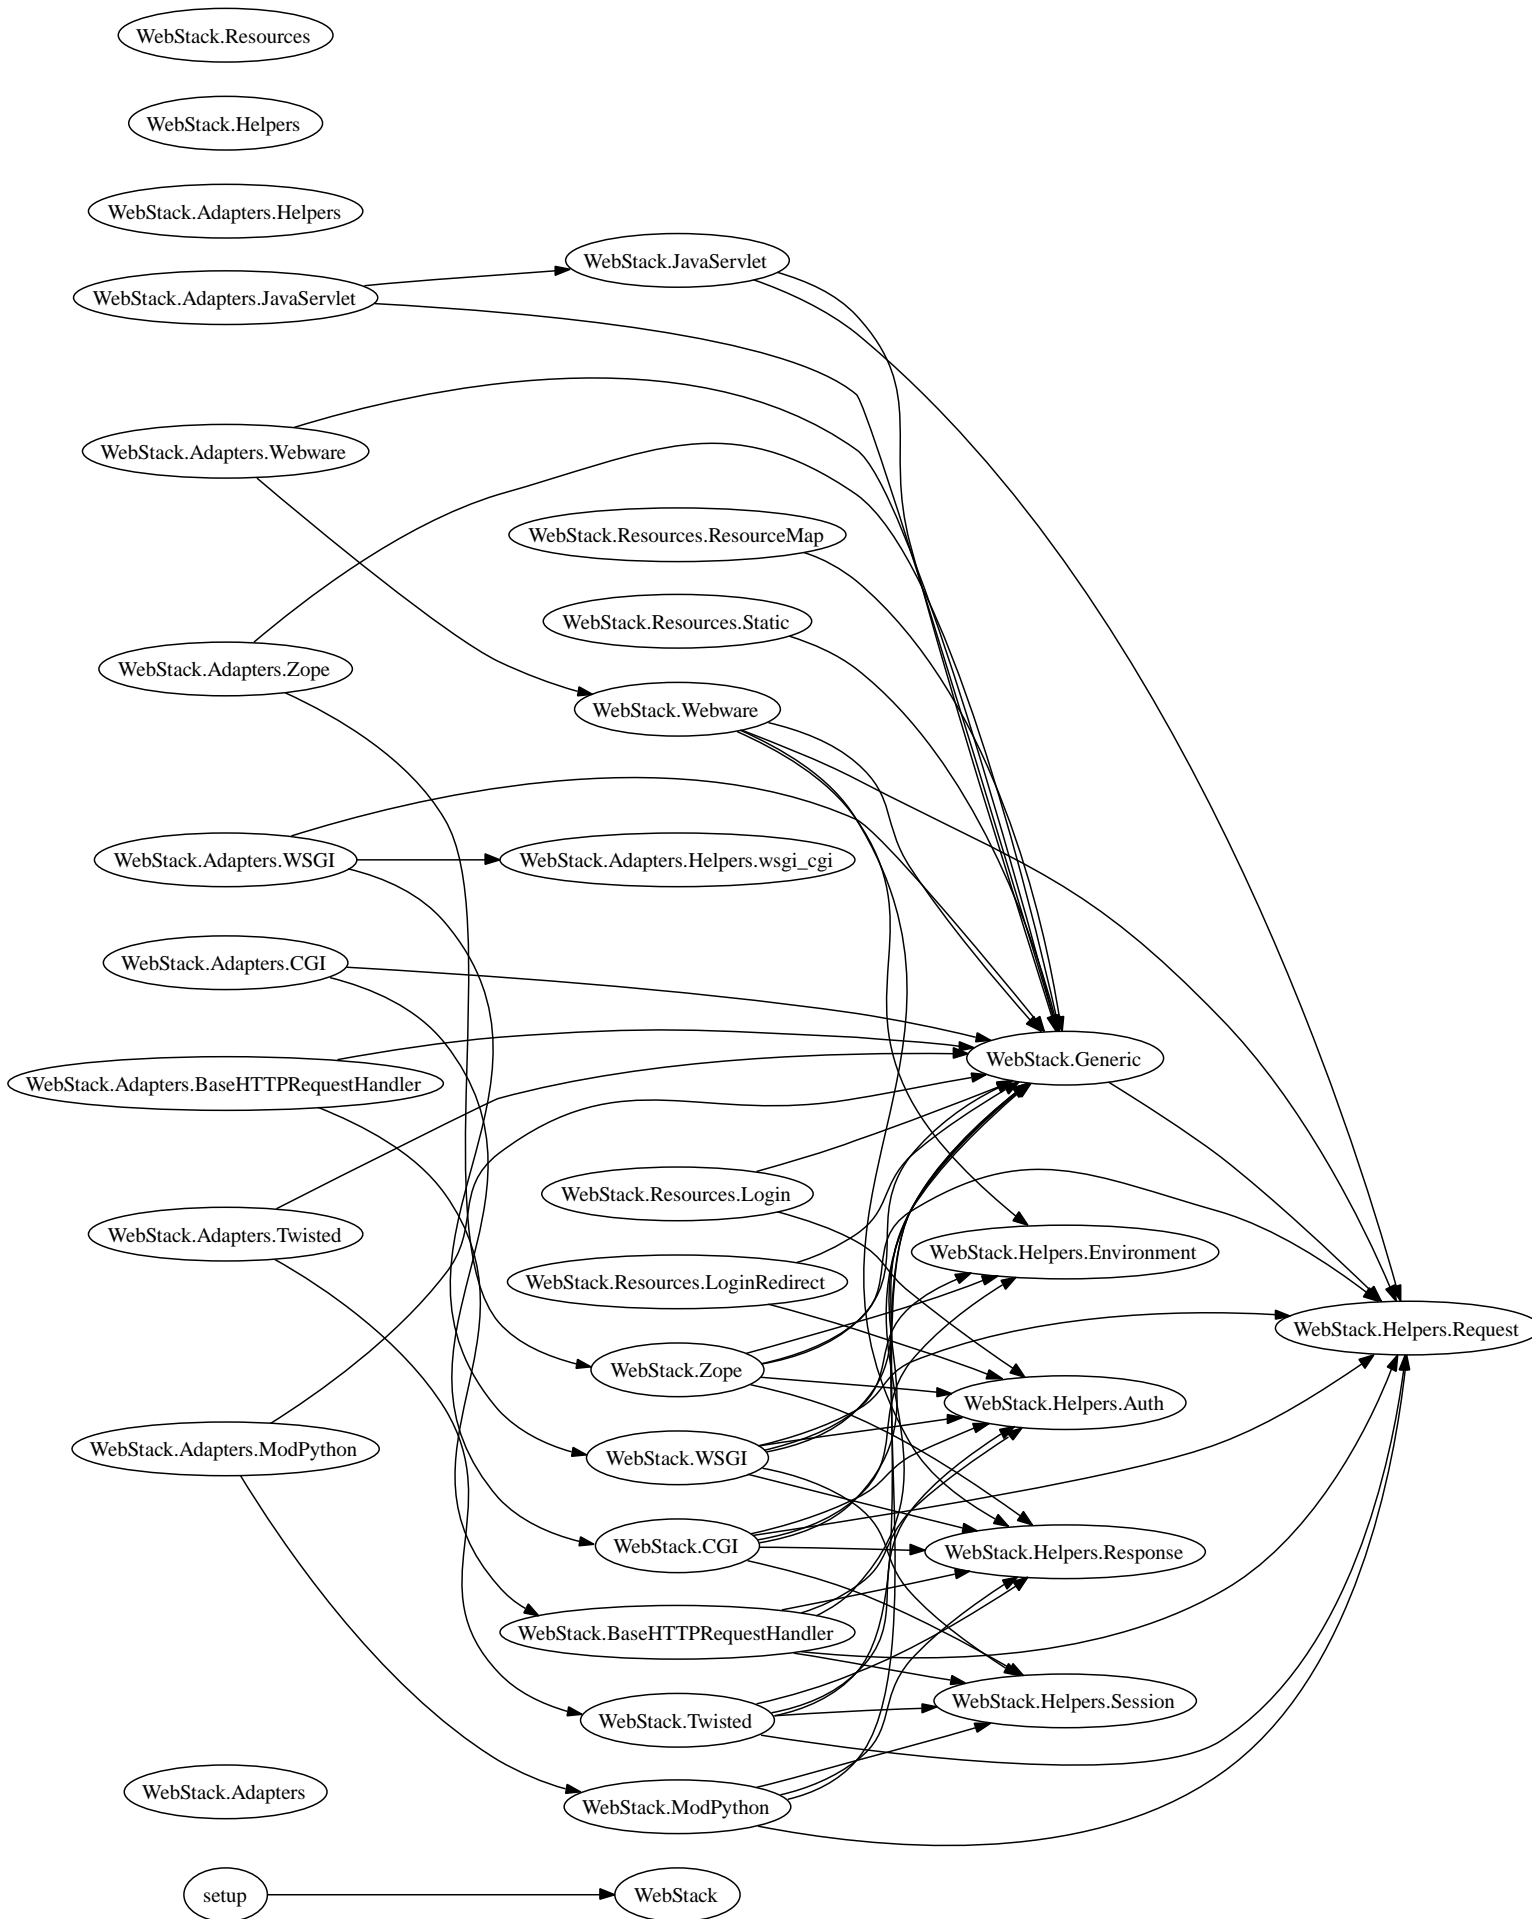 WebStack.Resources
WebStack.Helpers
WebStack.Adapters.Helpers
WebStack.JavaServlet
WebStack.Adapters.JavaServlet
WebStack.Adapters.Webware
WebStack.Resources.ResourceMap
WebStack.Resources.Static
WebStack.Adapters.Zope
WebStack.Webware
WebStack.Adapters.WSGI
WebStack.Adapters.Helpers.wsgi_cgi
WebStack.Adapters.CGI
WebStack.Generic
WebStack.Adapters.BaseHTTPRequestHandler
WebStack.Resources.Login
WebStack.Adapters.Twisted
WebStack.Helpers.Environment
WebStack.Resources.LoginRedirect
WebStack.Helpers.Request
WebStack.Zope
WebStack.Helpers.Auth
WebStack.Adapters.ModPython
WebStack.WSGI
WebStack.CGI
WebStack.Helpers.Response
WebStack.BaseHTTPRequestHandler
WebStack.Helpers.Session
WebStack.Twisted
WebStack.Adapters
WebStack.ModPython
setup
WebStack